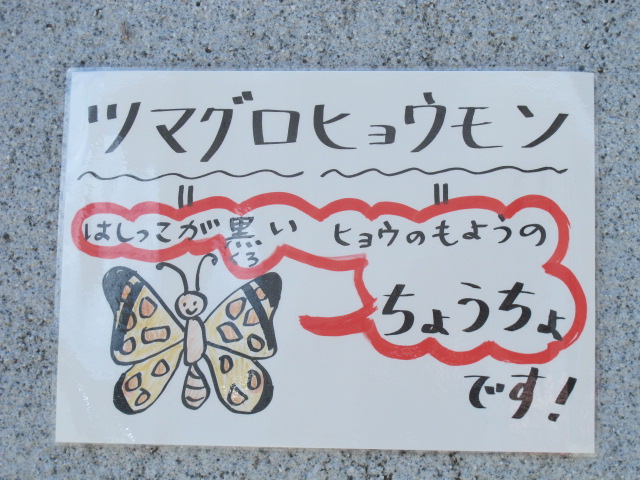 ツマグロヒョウモン
はしっこが黒い ヒョウのもようの
くろ
ちょうちょ
です!